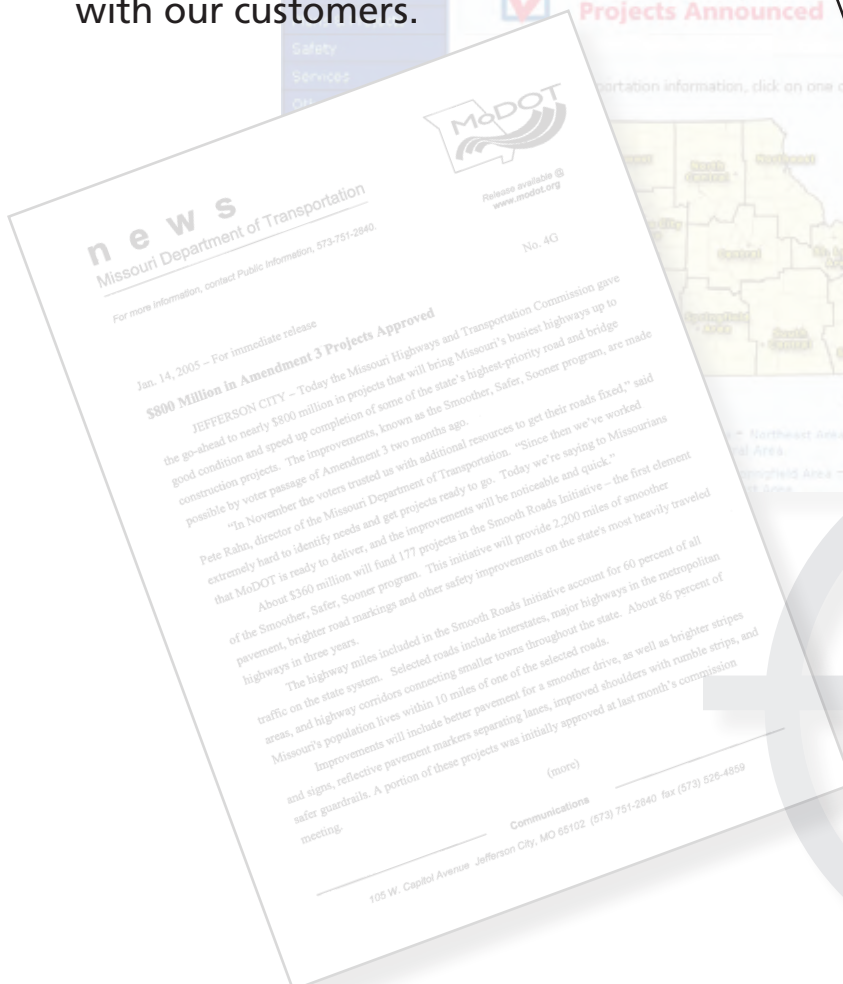 with our customers.
Projects Announced
Safety
Services
portation information, click on one o
North
Central
Northeast
Central
Springfield
Area
South
Central
Northeast Area
ral Area.
MoDOT
Release available @
www.modot.org
news
Missouri Department of Transportation
For more information, contact Public Information, 573-751-2840.
No. 4G
Jan. 14, 2005 – For immediate release
$800 Million in Amendment 3 Projects Approved
JEFFERSON CITY – Today the Missouri Highways and Transportation Commission gave
the go-ahead to nearly $800 million in projects that will bring Missouri's busiest highways up to
good condition and speed up completion of some of the state's highest-priority road and bridge
construction projects. The improvements, known as the Smoother, Safer, Sooner program, are made
possible by voter passage of Amendment 3 two months ago.
"In November the voters trusted us with additional resources to get their roads fixed," said
Pete Rahn, director of the Missouri Department of Transportation. "Since then we've worked
extremely hard to identify needs and get projects ready to go. Today we're saying to Missourians
that MoDOT is ready to deliver, and the improvements will be noticeable and quick."
About $360 million will fund 177 projects in the Smooth Roads Initiative – the first element
of the Smoother, Safer, Sooner program. This initiative will provide 2,200 miles of smoother
pavement, brighter road markings and other safety improvements on the state's most heavily traveled
highways in three years.
The highway miles included in the Smooth Roads Initiative account for 60 percent of all
traffic on the state system. Selected roads include interstates, major highways in the metropolitan
areas, and highway corridors connecting smaller towns throughout the state. About 86 percent of
Missouri's population lives within 10 miles of one of the selected roads.
Improvements will include better pavement for a smoother drive, as well as brighter stripes
and signs, reflective pavement markers separating lanes, improved shoulders with rumble strips, and
safer guardrails. A portion of these projects was initially approved at last month's commission
meeting.
(more)
Communications
105 W. Capitol Avenue Jefferson City, MO 65102 (573) 751-2840 fax (573) 526-4859